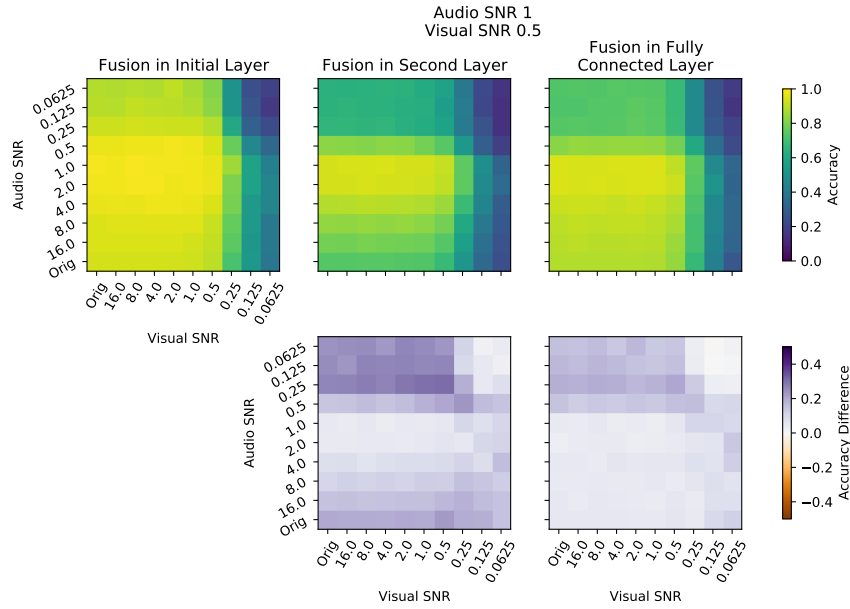 Audio SNR 1
Visual SNR 0.5
Fusion in Initial Layer
Fusion in Second Layer
Fusion in Fully
Connected Layer
Audio SNR
0.0625
0.125
0.25
0.5
1.0
2.0
4.0
8.0
16.0
Orig
Orig 16.0 8.0 4.0 2.0 1.0 0.5 0.25 0.125 0.0625
Visual SNR
1.0
0.8
0.6
0.4
0.2
0.0
Accuracy
Audio SNR
0.0625
0.125
0.25
0.5
1.0
2.0
4.0
8.0
16.0
Orig
Orig 16.0 8.0 4.0 2.0 1.0 0.5 0.25 0.125 0.0625
Visual SNR
Orig 16.0 8.0 4.0 2.0 1.0 0.5 0.25 0.125 0.0625
Visual SNR
0.4
0.2
0.0
−0.2
−0.4
Accuracy Difference